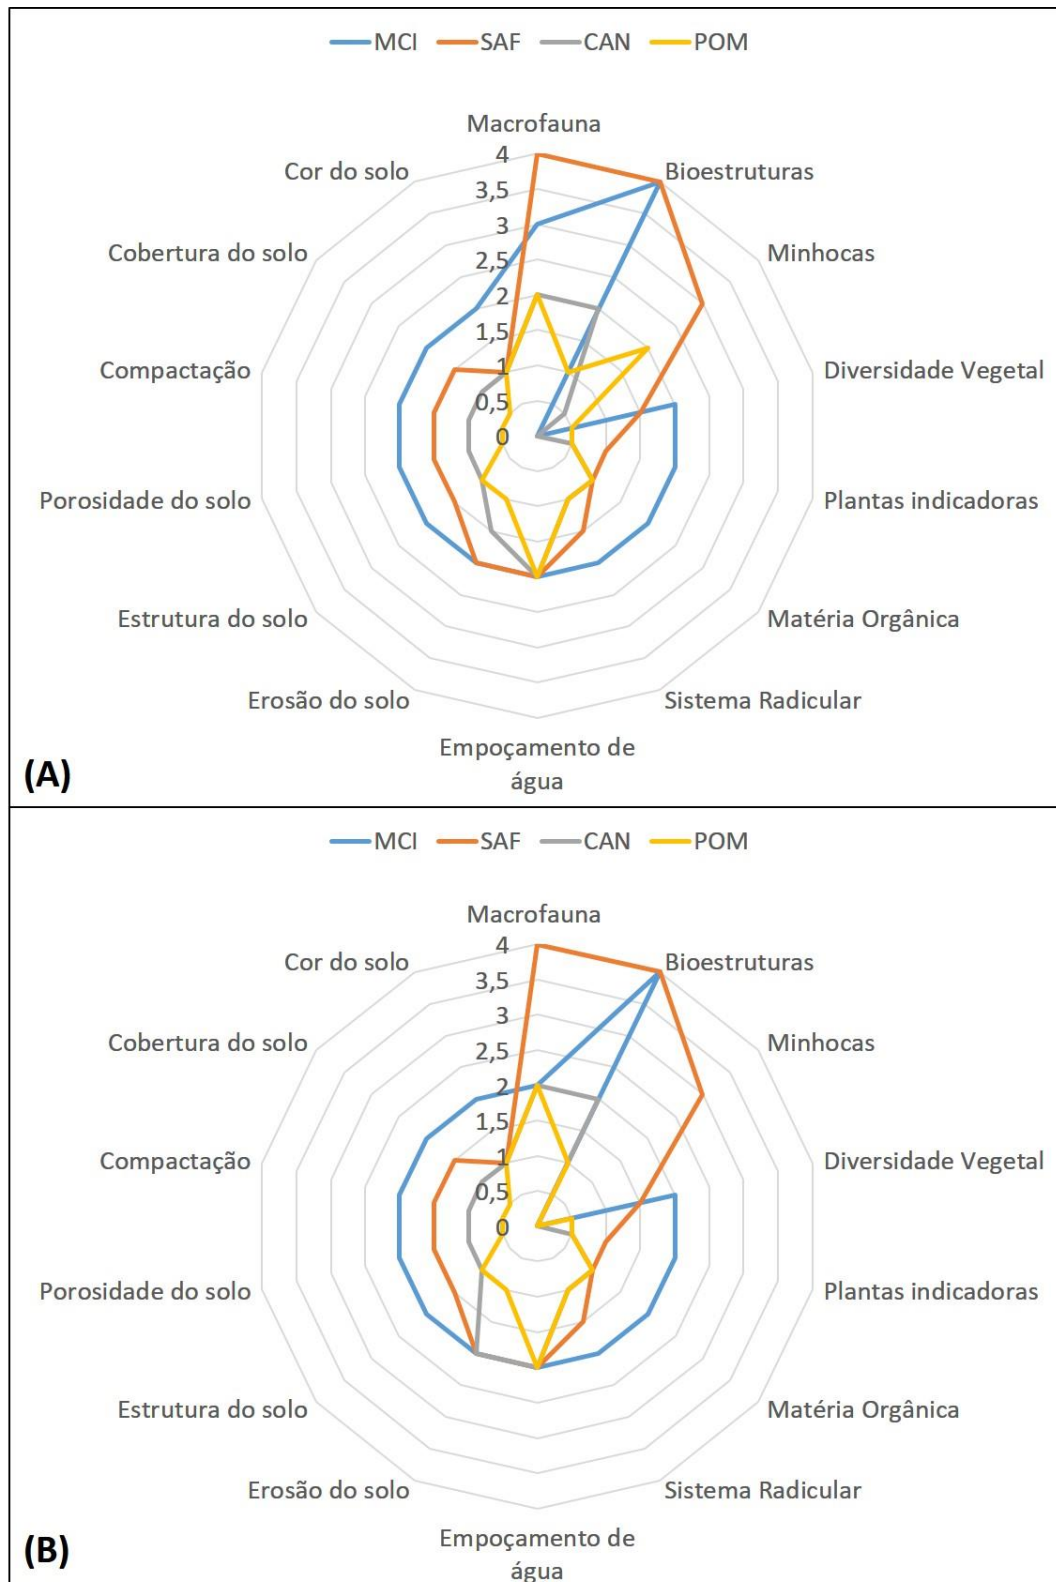 MCI SAF CAN POM
Macrofauna
Cor do solo
Bioestruturas
Cobertura do solo
Minhocas
Compactação
Diversidade Vegetal
Porosidade do solo
Plantas indicadoras
Estrutura do solo
Matéria Orgânica
Erosão do solo
Sistema Radicular
Empoçamento de
água
4
3,5
3
2,5
2
1,5
1
0,5
0
(A)
MCI SAF CAN POM
Macrofauna
Cor do solo
Bioestruturas
Cobertura do solo
Minhocas
Compactação
Diversidade Vegetal
Porosidade do solo
Plantas indicadoras
Estrutura do solo
Matéria Orgânica
Erosão do solo
Sistema Radicular
Empoçamento de
água
4
3,5
3
2,5
2
1,5
1
0,5
0
(B)